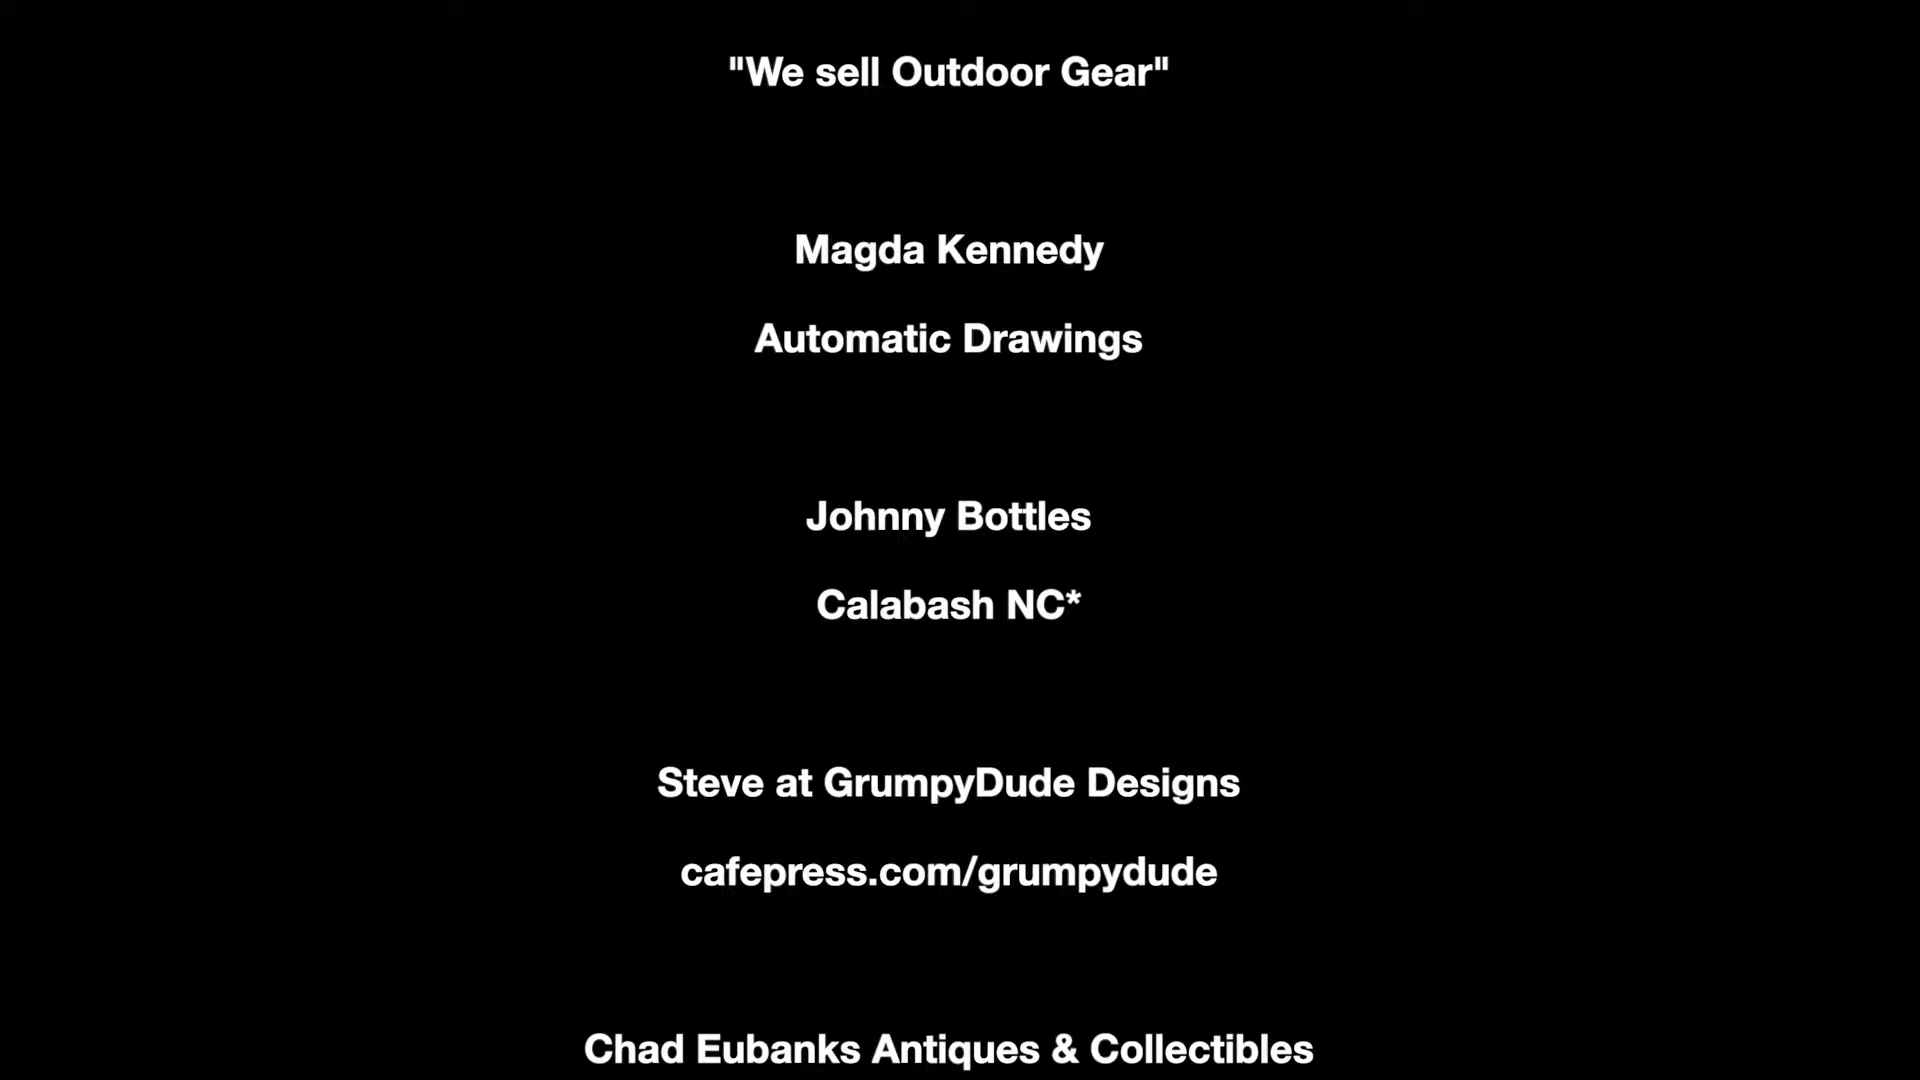 "We sell Outdoor Gear"
Magda Kennedy
Automatic Drawings
Johnny Bottles
Calabash NC*
Steve at GrumpyDude Designs
cafepress.com/grumpydude
Chad Eubanks Antiques & Collectibles